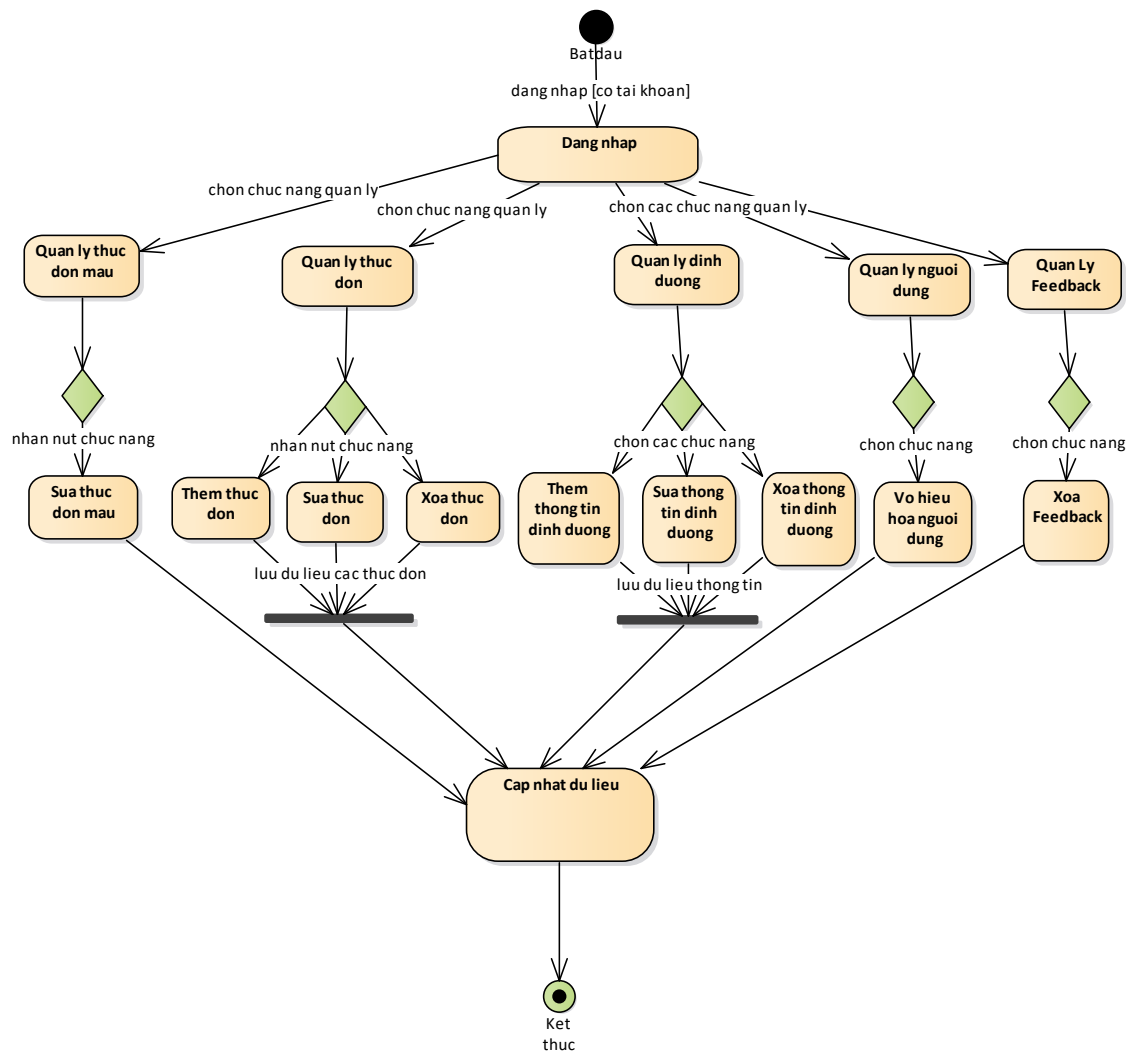 Batdau
dang nhap [co tai khoan]
Dang nhap
chon chuc nang quan ly
chon chuc nang quan ly
chon cac chuc nang quan ly
Quan ly thuc
don mau
Quan ly thuc
don
Quan ly dinh
duong
Quan ly nguoi
dung
Quan Ly
Feedback
nhan nut chuc nang
nhan nut chuc nang
chon cac chuc nang
chon chuc nang
chon chuc nang
Sua thuc
don mau
Them thuc
don
Sua thuc
don
Xoa thuc
don
Them
thong tin
dinh duong
Sua thong
tin dinh
duong
Xoa thong
tin dinh
duong
Vo hieu
hoa nguoi
dung
Xoa
Feedback
luu du lieu cac thuc don
luu du lieu thong tin
Cap nhat du lieu
Ket
thuc